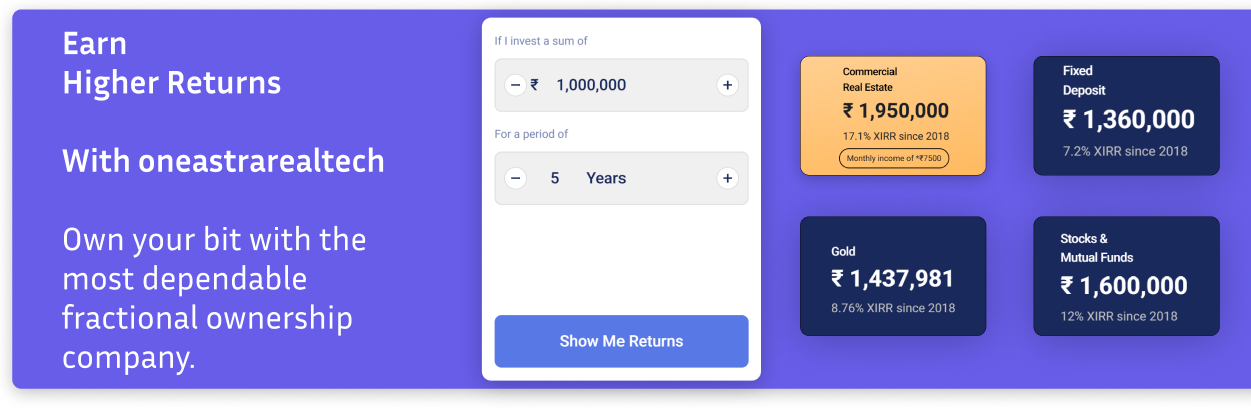 Earn
Higher Returns
With oneastrarealtech
Own your bit with the
most dependable
fractional ownership
company.
If I invest a sum of
− ₹ 1,000,000 +
For a period of
− 5 Years +
Show Me Returns
Commercial
Real Estate
₹ 1,950,000
17.1% XIRR since 2018
Monthly income of *₹7500
Fixed
Deposit
₹ 1,360,000
7.2% XIRR since 2018
Gold
₹ 1,437,981
8.76% XIRR since 2018
Stocks &
Mutual Funds
₹ 1,600,000
12% XIRR since 2018